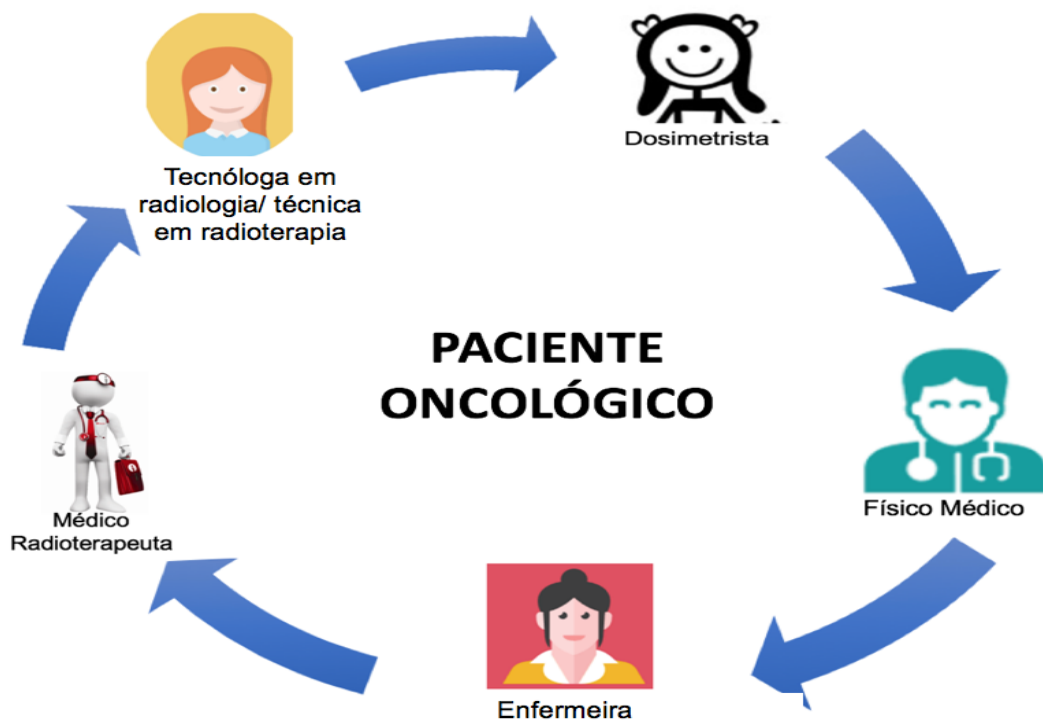 Dosimetrista
Tecnóloga em
radiologia/ técnica
em radioterapia
PACIENTE
ONCOLÓGICO
Físico Médico
Médico
Radioterapeuta
Enfermeira